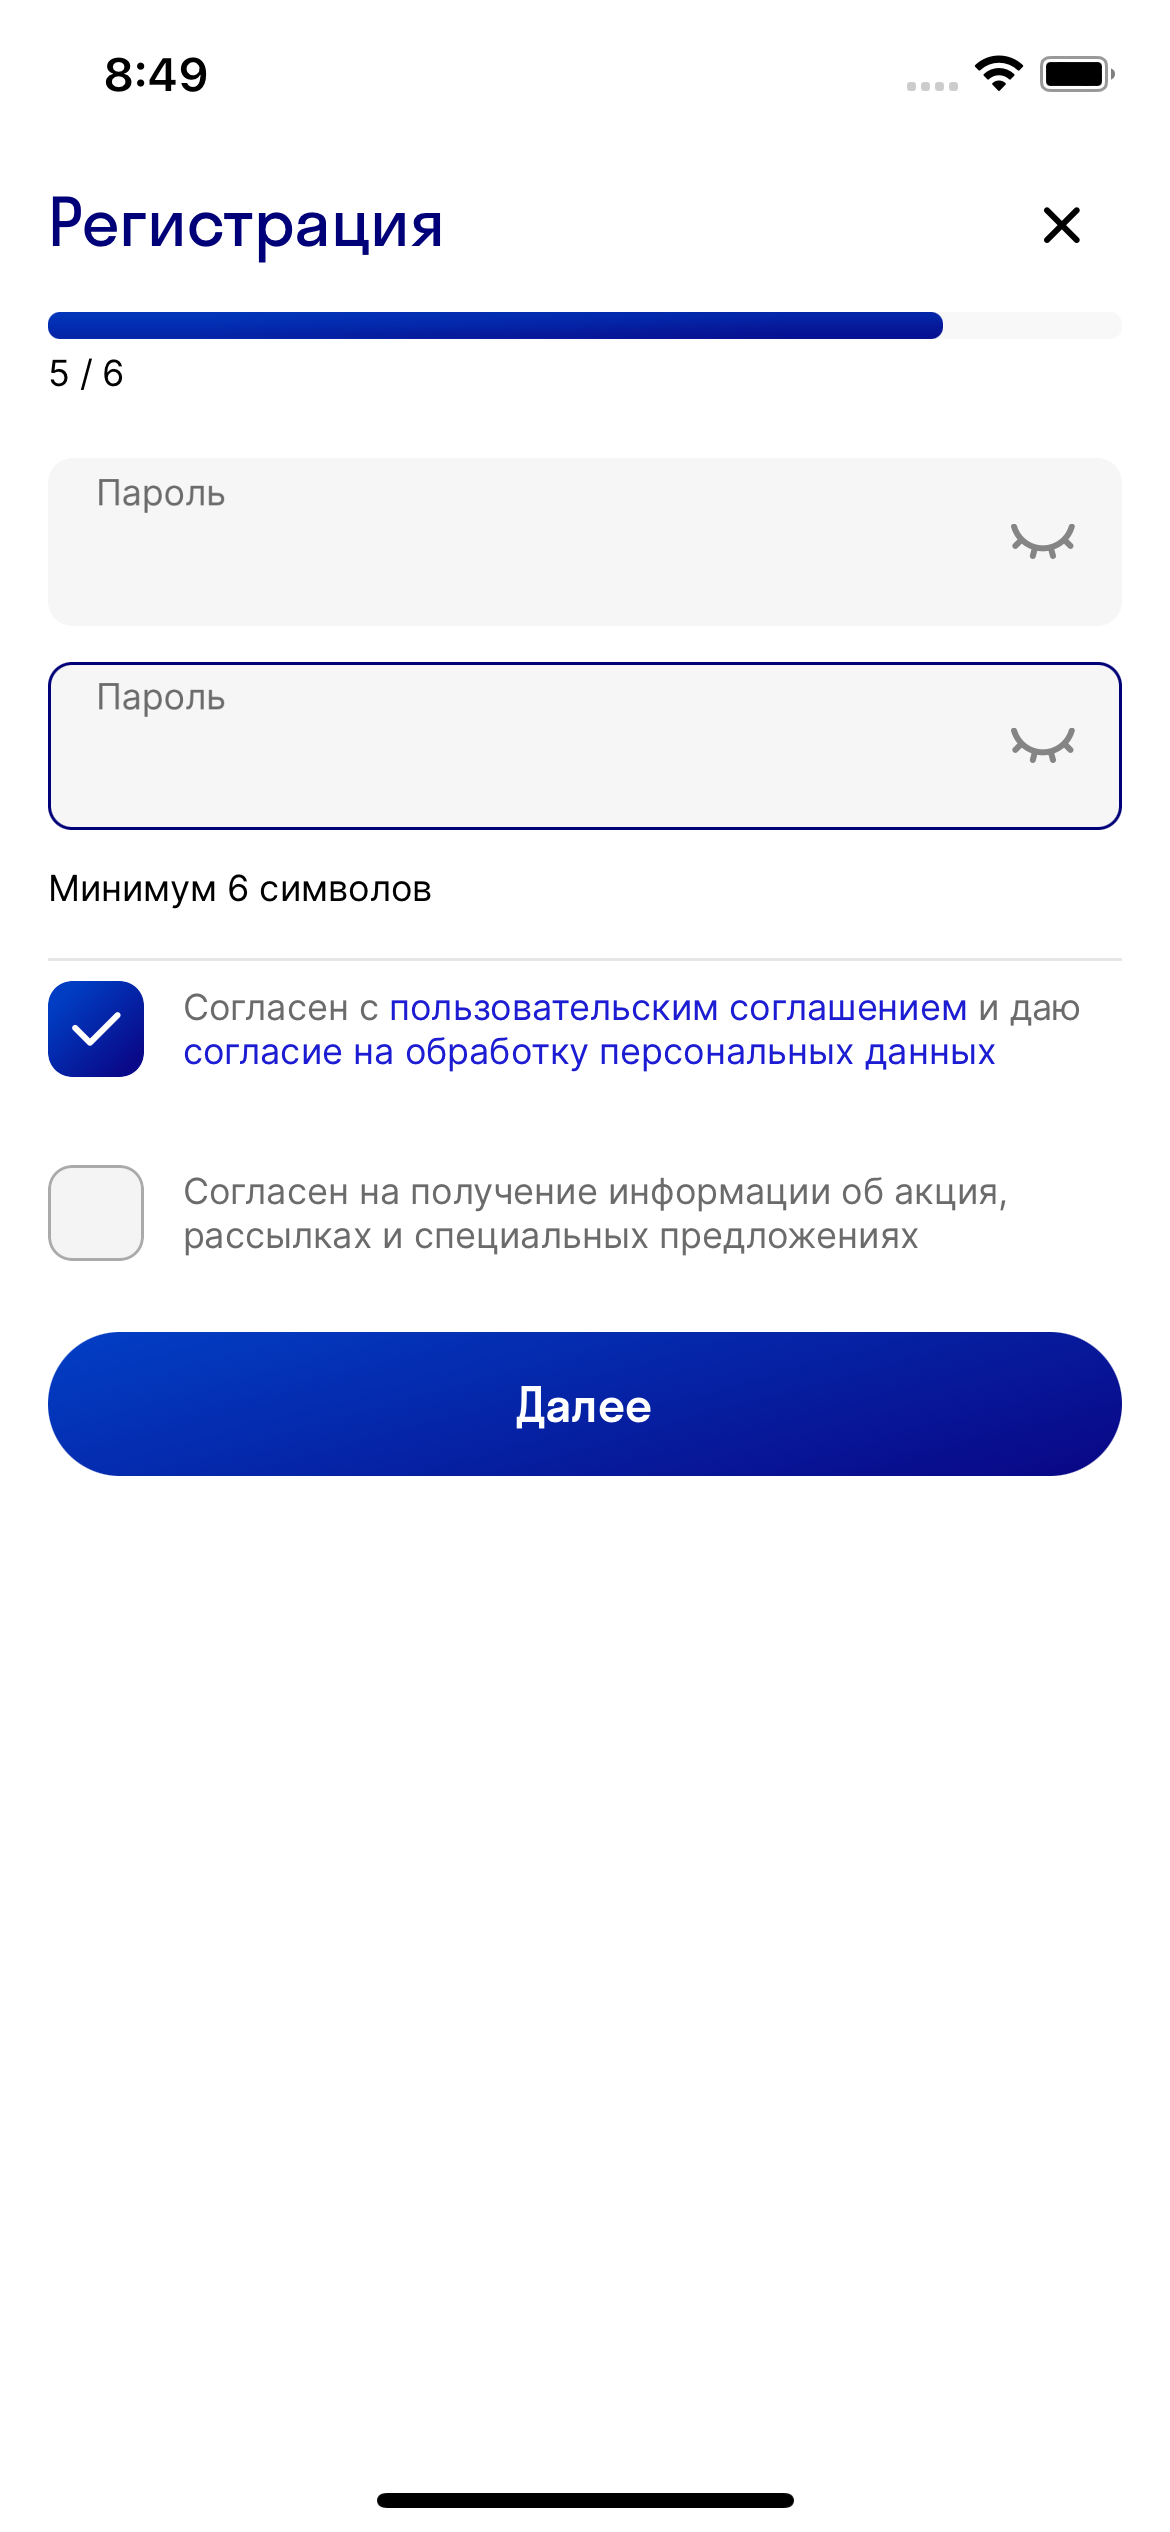 8:49
Регистрация
5 / 6
Пароль
Пароль
Минимум 6 символов
Согласен с пользовательским соглашением и даю
согласие на обработку персональных данных
Согласен на получение информации об акция,
рассылках и специальных предложениях
Далее